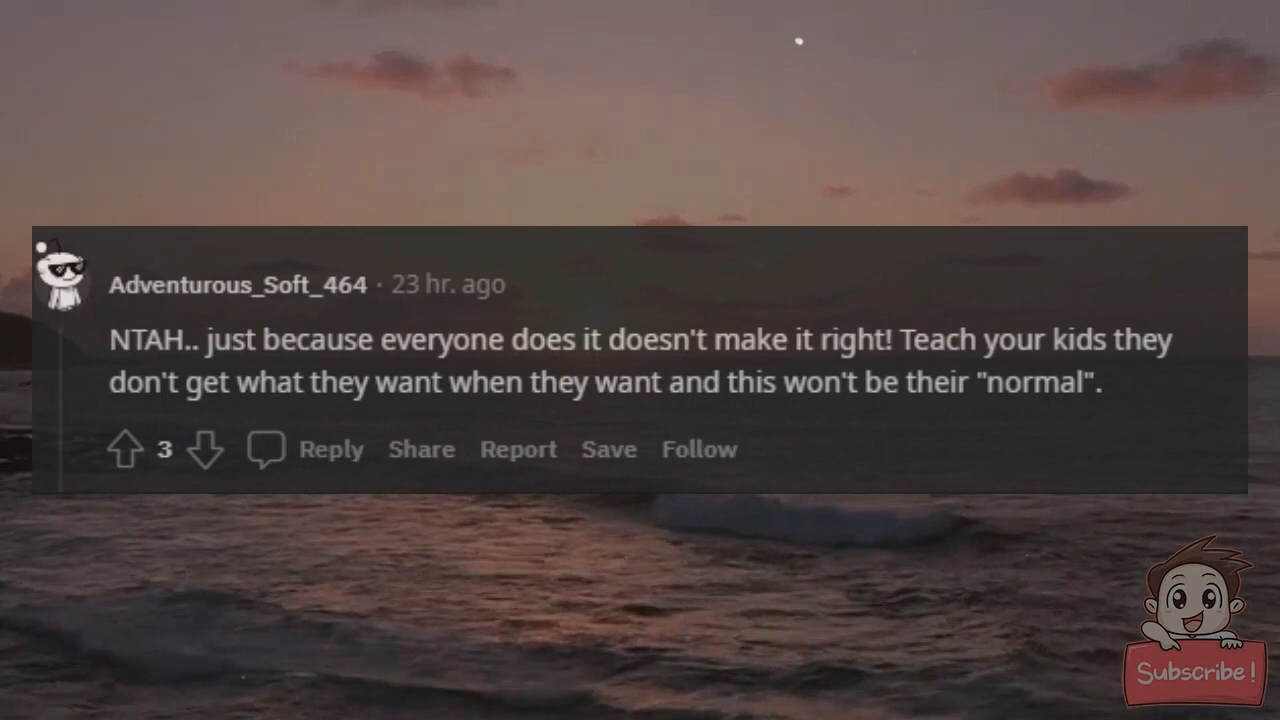 Adventurous_Soft_464 · 23 hr. ago
NTAH.. just because everyone does it doesn't make it right! Teach your kids they
don't get what they want when they want and this won't be their "normal".
3 Reply Share Report Save Follow
Subscribe!